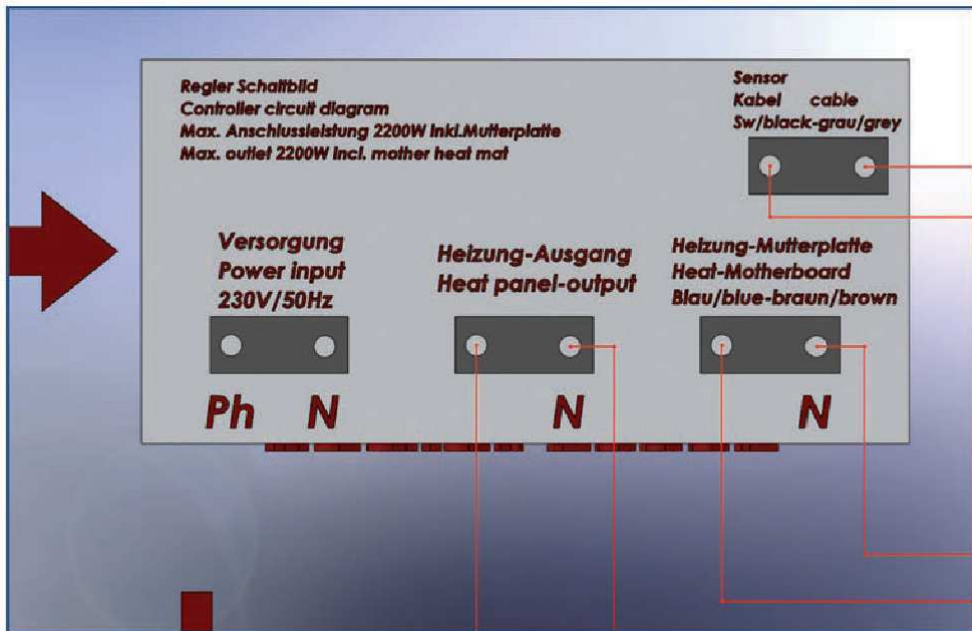 Regler Schaltbild
Controller circuit diagram
Max. Anschlussleistung 2200W inkl.Mutterplatte
Max. outlet 2200W incl. mother heat mat
Sensor
Kabel cable
Sw/black-grau/grey
Versorgung
Power input
230V/50Hz
Heizung-Ausgang
Heat panel-output
Heizung-Mutterplatte
Heat-Motherboard
Blau/blue-braun/brown
Ph N
N
N